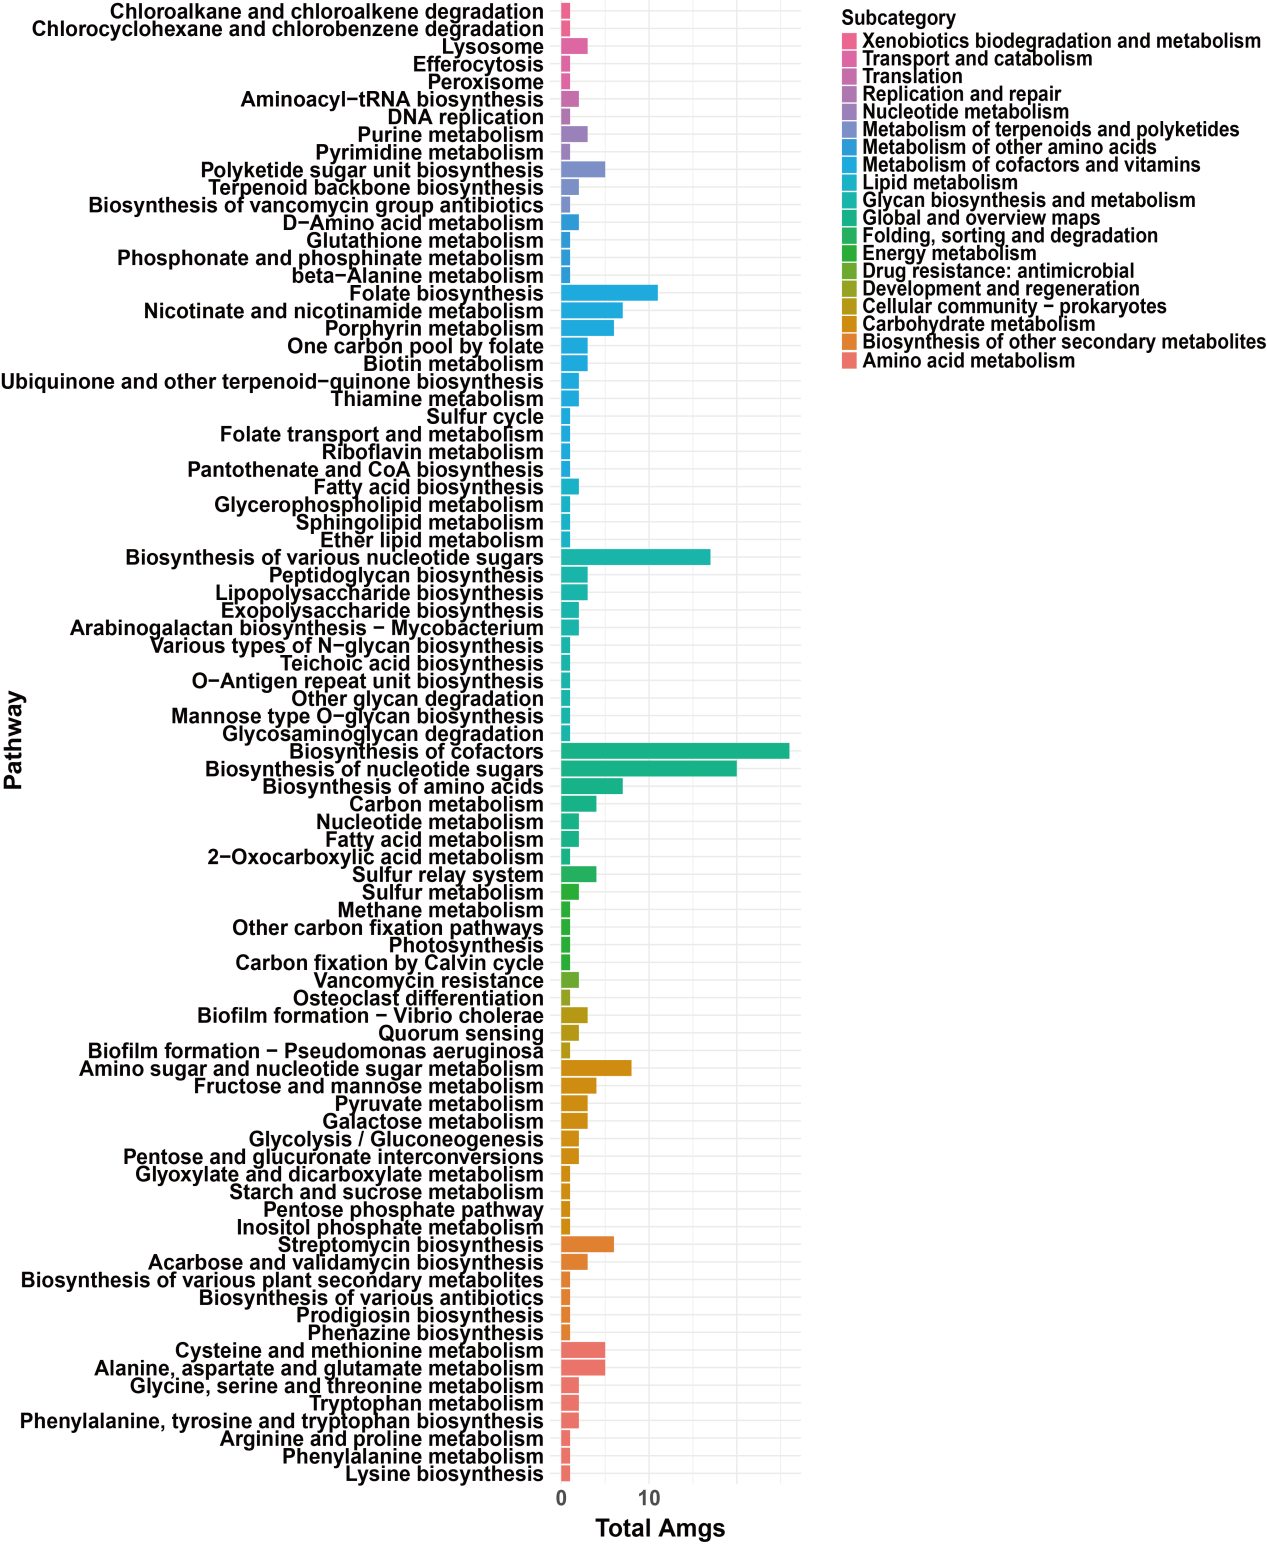 Chloroalkane and chloroalkene degradation
Chlorocyclohexane and chlorobenzene degradation
Lysosome
Efferocytosis
Peroxisome
Aminoacyl−tRNA biosynthesis
DNA replication
Purine metabolism
Pyrimidine metabolism
Polyketide sugar unit biosynthesis
Terpenoid backbone biosynthesis
Biosynthesis of vancomycin group antibiotics
D−Amino acid metabolism
Glutathione metabolism
Phosphonate and phosphinate metabolism
beta−Alanine metabolism
Folate biosynthesis
Nicotinate and nicotinamide metabolism
Porphyrin metabolism
One carbon pool by folate
Biotin metabolism
Ubiquinone and other terpenoid−quinone biosynthesis
Thiamine metabolism
Sulfur cycle
Folate transport and metabolism
Riboflavin metabolism
Pantothenate and CoA biosynthesis
Fatty acid biosynthesis
Glycerophospholipid metabolism
Sphingolipid metabolism
Ether lipid metabolism
Biosynthesis of various nucleotide sugars
Peptidoglycan biosynthesis
Lipopolysaccharide biosynthesis
Exopolysaccharide biosynthesis
Arabinogalactan biosynthesis − Mycobacterium
Various types of N−glycan biosynthesis
Teichoic acid biosynthesis
O−Antigen repeat unit biosynthesis
Other glycan degradation
Mannose type O−glycan biosynthesis
Glycosaminoglycan degradation
Biosynthesis of cofactors
Biosynthesis of nucleotide sugars
Biosynthesis of amino acids
Carbon metabolism
Nucleotide metabolism
Fatty acid metabolism
2−Oxocarboxylic acid metabolism
Sulfur relay system
Sulfur metabolism
Methane metabolism
Other carbon fixation pathways
Photosynthesis
Carbon fixation by Calvin cycle
Vancomycin resistance
Osteoclast differentiation
Biofilm formation − Vibrio cholerae
Quorum sensing
Biofilm formation − Pseudomonas aeruginosa
Amino sugar and nucleotide sugar metabolism
Fructose and mannose metabolism
Pyruvate metabolism
Galactose metabolism
Glycolysis / Gluconeogenesis
Pentose and glucuronate interconversions
Glyoxylate and dicarboxylate metabolism
Starch and sucrose metabolism
Pentose phosphate pathway
Inositol phosphate metabolism
Streptomycin biosynthesis
Acarbose and validamycin biosynthesis
Biosynthesis of various plant secondary metabolites
Biosynthesis of various antibiotics
Prodigiosin biosynthesis
Phenazine biosynthesis
Cysteine and methionine metabolism
Alanine, aspartate and glutamate metabolism
Glycine, serine and threonine metabolism
Tryptophan metabolism
Phenylalanine, tyrosine and tryptophan biosynthesis
Arginine and proline metabolism
Phenylalanine metabolism
Lysine biosynthesis
Pathway
0 10
Total Amgs
Subcategory
Xenobiotics biodegradation and metabolism
Transport and catabolism
Translation
Replication and repair
Nucleotide metabolism
Metabolism of terpenoids and polyketides
Metabolism of other amino acids
Metabolism of cofactors and vitamins
Lipid metabolism
Glycan biosynthesis and metabolism
Global and overview maps
Folding, sorting and degradation
Energy metabolism
Drug resistance: antimicrobial
Development and regeneration
Cellular community − prokaryotes
Carbohydrate metabolism
Biosynthesis of other secondary metabolites
Amino acid metabolism